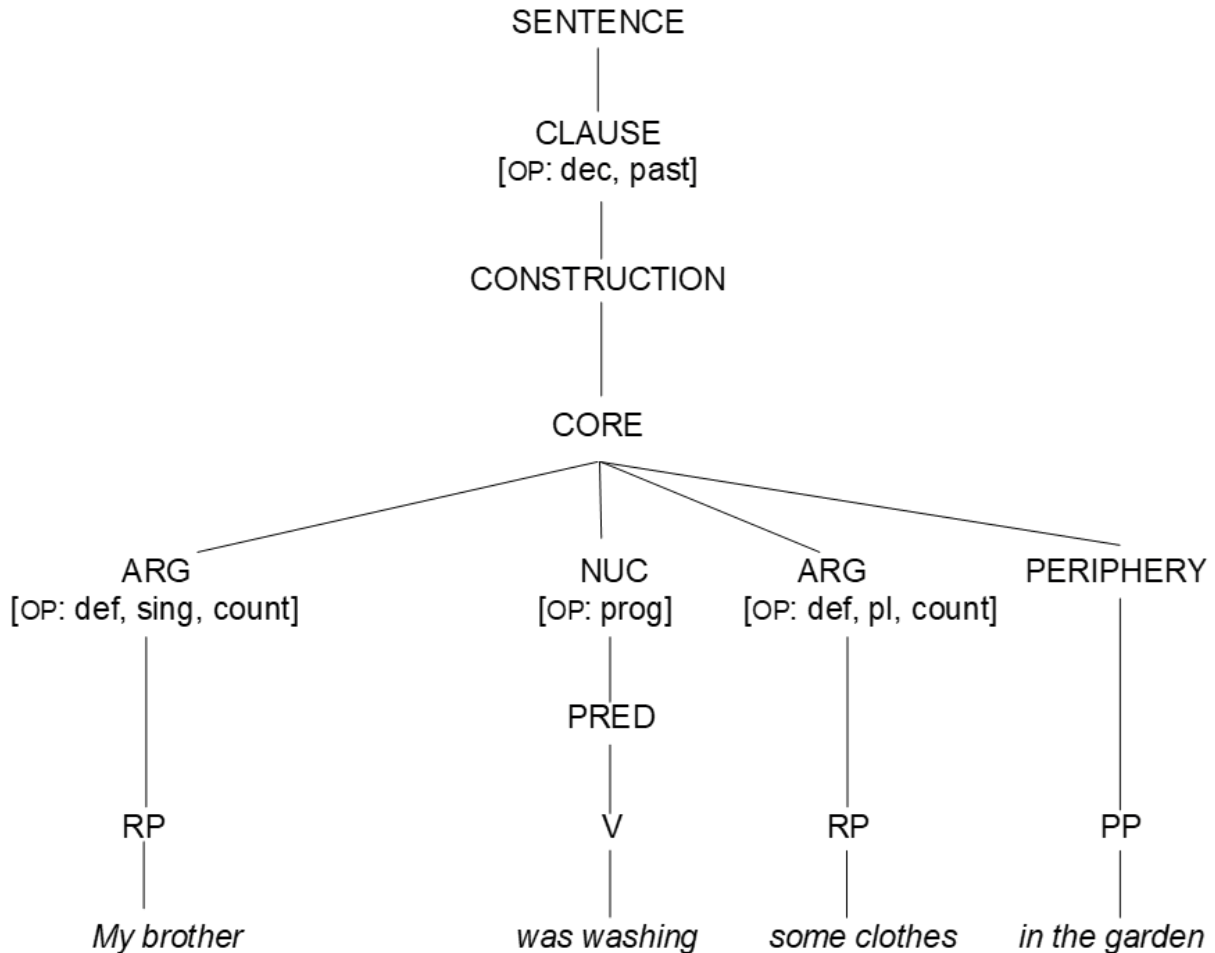 SENTENCE
CLAUSE
[OP: dec, past]
CONSTRUCTION
CORE
ARG NUC ARG PERIPHERY
[OP: def, sing, count] [OP: prog] [OP: def, pl, count]
PRED
RP V RP PP
My brother was washing some clothes in the garden